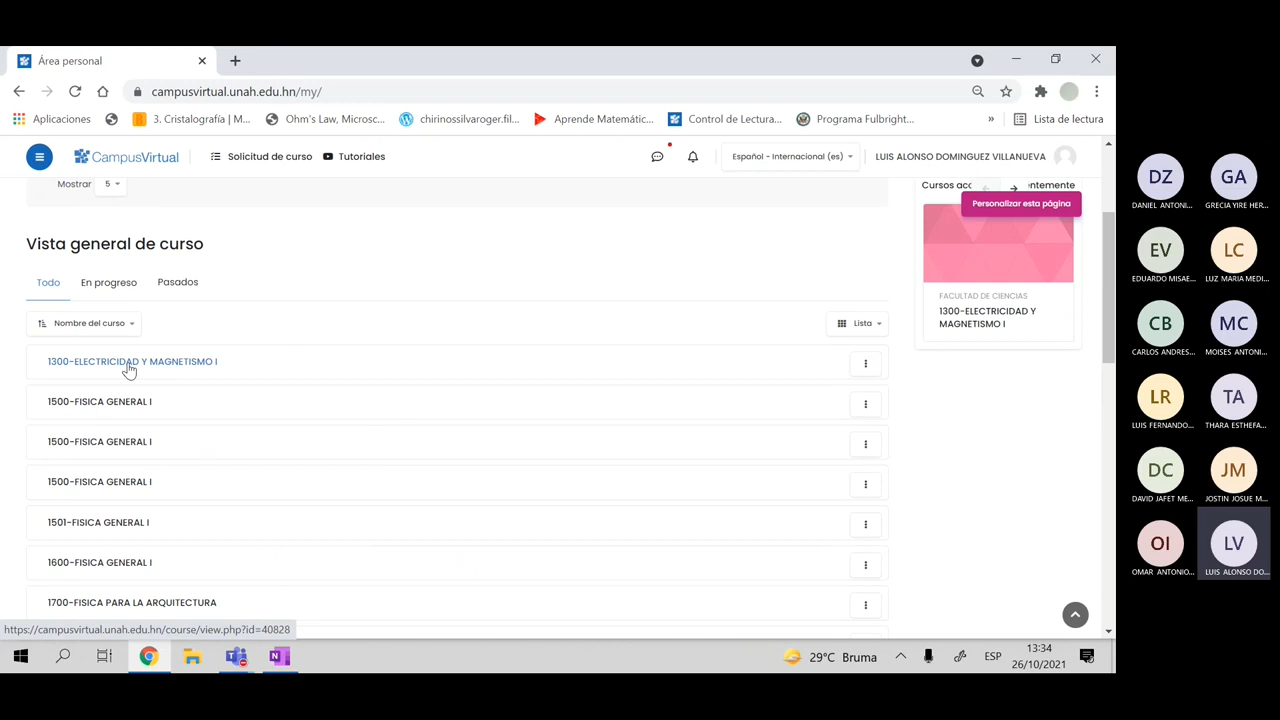 Área personal
campusvirtual.unah.edu.hn/my/
Aplicaciones
3. Cristalografía | M...
Ohm's Law, Microsc...
chirinossilvaroger.fil...
Aprende Matemátic...
Control de Lectura...
Programa Fulbright...
»
Lista de lectura
CampusVirtual
Solicitud de curso
Tutoriales
Español - Internacional (es)
LUIS ALONSO DOMINGUEZ VILLANUEVA
Mostrar 5
Cursos acc
entemente
Personalizar esta página
Vista general de curso
Todo
En progreso
Pasados
Nombre del curso
Lista
FACULTAD DE CIENCIAS
1300-ELECTRICIDAD Y
MAGNETISMO I
1300-ELECTRICIDAD Y MAGNETISMO I
1500-FISICA GENERAL I
1500-FISICA GENERAL I
1500-FISICA GENERAL I
1501-FISICA GENERAL I
1600-FISICA GENERAL I
1700-FISICA PARA LA ARQUITECTURA
https://campusvirtual.unah.edu.hn/course/view.php?id=40828
29°C Bruma
ESP
13:34
26/10/2021
DZ
DANIEL ANTONI...
GA
GRECIA YIRE HER...
EV
EDUARDO MISAE...
LC
LUZ MARIA MEDI...
CB
CARLOS ANDRES...
MC
MOISES ANTONI...
LR
LUIS FERNANDO...
TA
THARA ESTHEFA...
DC
DAVID JAFET ME...
JM
JOSTIN JOSUE M...
OI
OMAR ANTONIO...
LV
LUIS ALONSO DO...